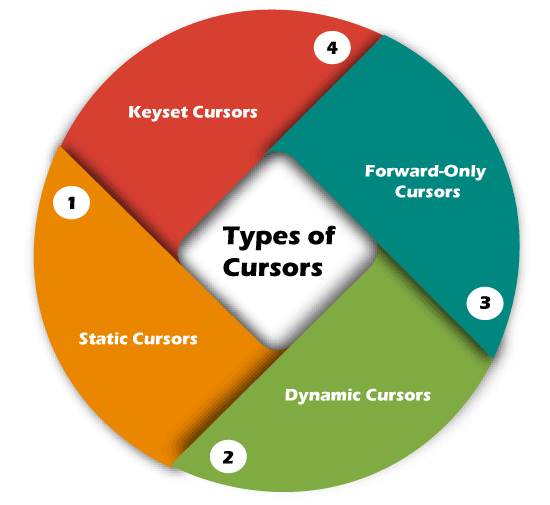 4
Keyset Cursors
Forward-Only
Cursors
1
Types of
Cursors
3
Static Cursors
Dynamic Cursors
2